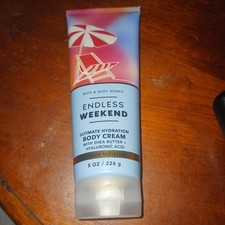 BATH & BODY WORKS
ENDLESS
WEEKEND
ULTIMATE HYDRATION
BODY CREAM
WITH SHEA BUTTER +
HYALURONIC ACID
8 OZ / 226 g